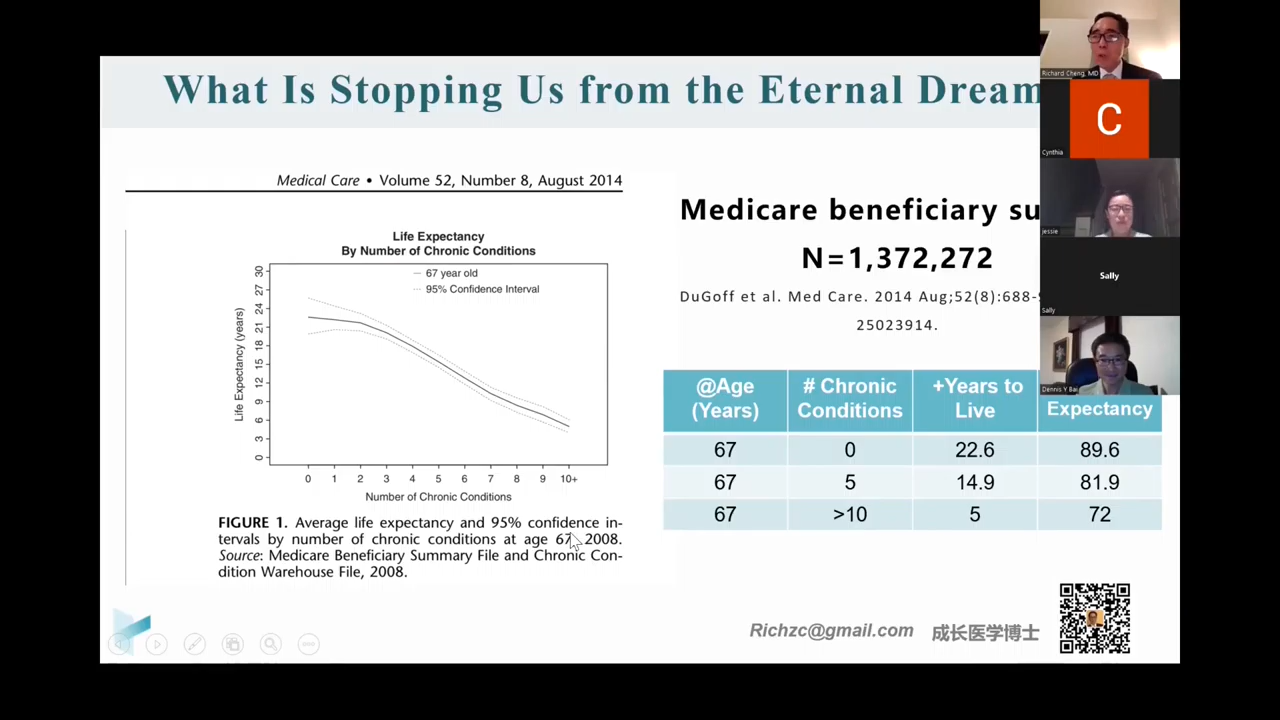 What Is Stopping Us from the Eternal Dream
Medical Care • Volume 52, Number 8, August 2014
Life Expectancy
By Number of Chronic Conditions
67 year old
95% Confidence Interval
Life Expectancy (years)
30
27
24
21
18
15
12
9
6
3
0
0 1 2 3 4 5 6 7 8 9 10+
Number of Chronic Conditions
FIGURE 1. Average life expectancy and 95% confidence in-
tervals by number of chronic conditions at age 67, 2008.
Source: Medicare Beneficiary Summary File and Chronic Con-
dition Warehouse File, 2008.
Medicare beneficiary su
N=1,372,272
DuGoff et al. Med Care. 2014 Aug;52(8):688-
25023914.
@Age (Years) # Chronic Conditions +Years to Live Expectancy
67 0 22.6 89.6
67 5 14.9 81.9
67 >10 5 72
Richzc@gmail.com 成长医学博士
Richard Cheng, MD
C
Cynthia
jessie
Sally
Sally
Dennis Y Bai